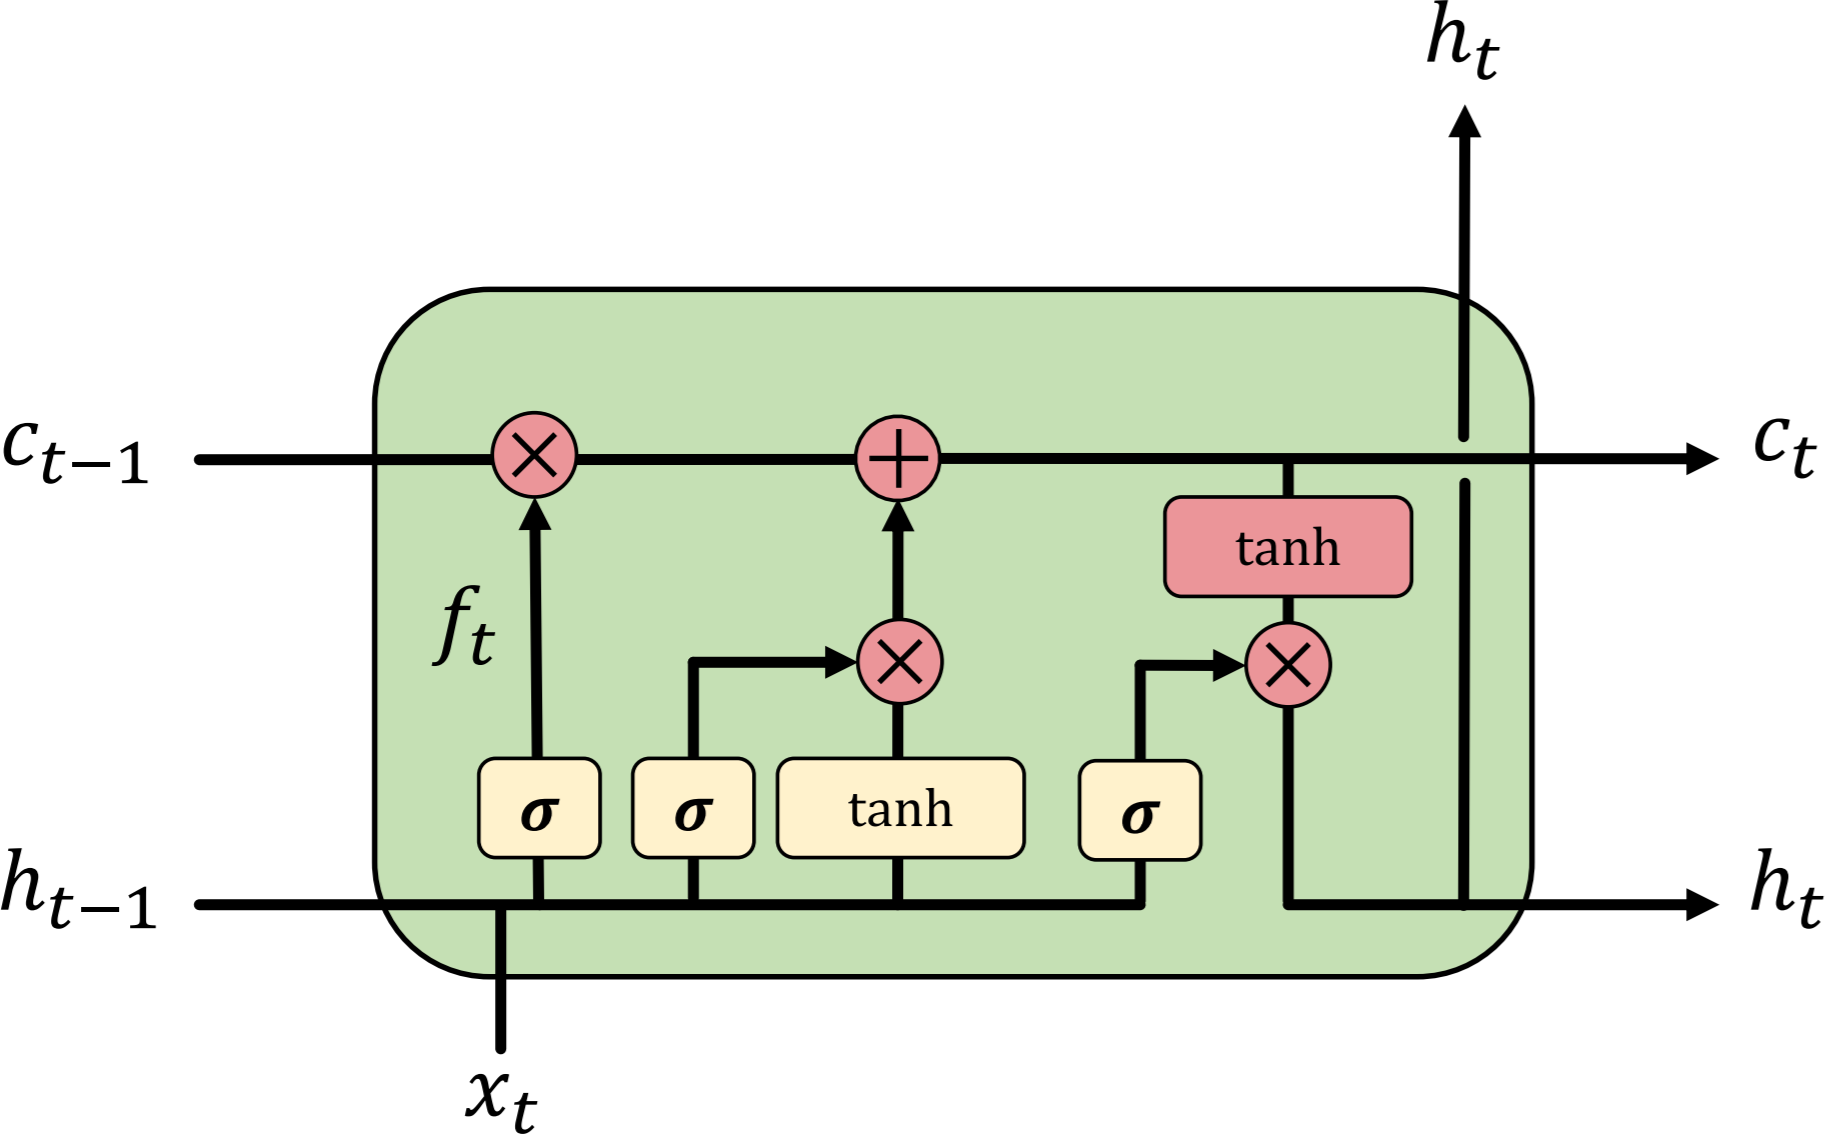 h_t
c_{t−1}
c_t
tanh
f_t
σ
σ
tanh
σ
h_{t−1}
h_t
x_t